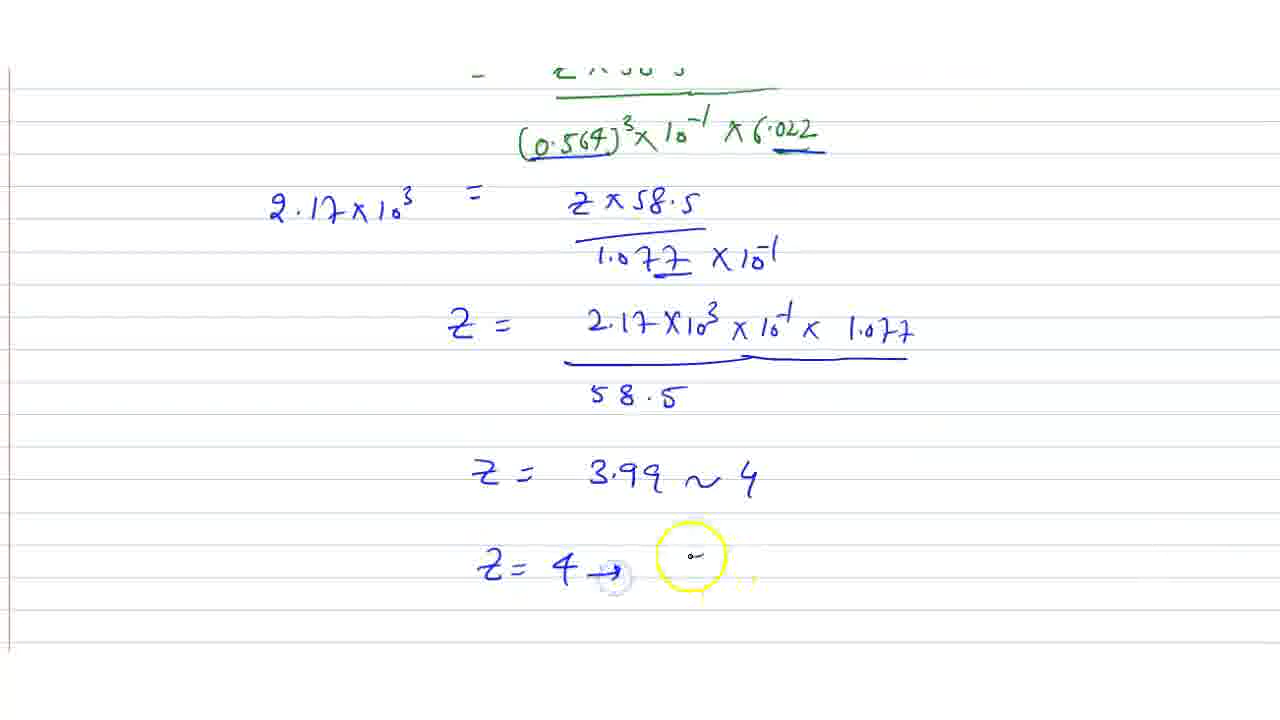 =
(0.564)³ × 10⁻¹ × 6.022
2.17 × 10³ = Z × 58.5
1.077 × 10⁻¹
Z = 2.17 × 10³ × 10⁻¹ × 1.077
58.5
Z = 3.99 ~ 4
Z = 4 →